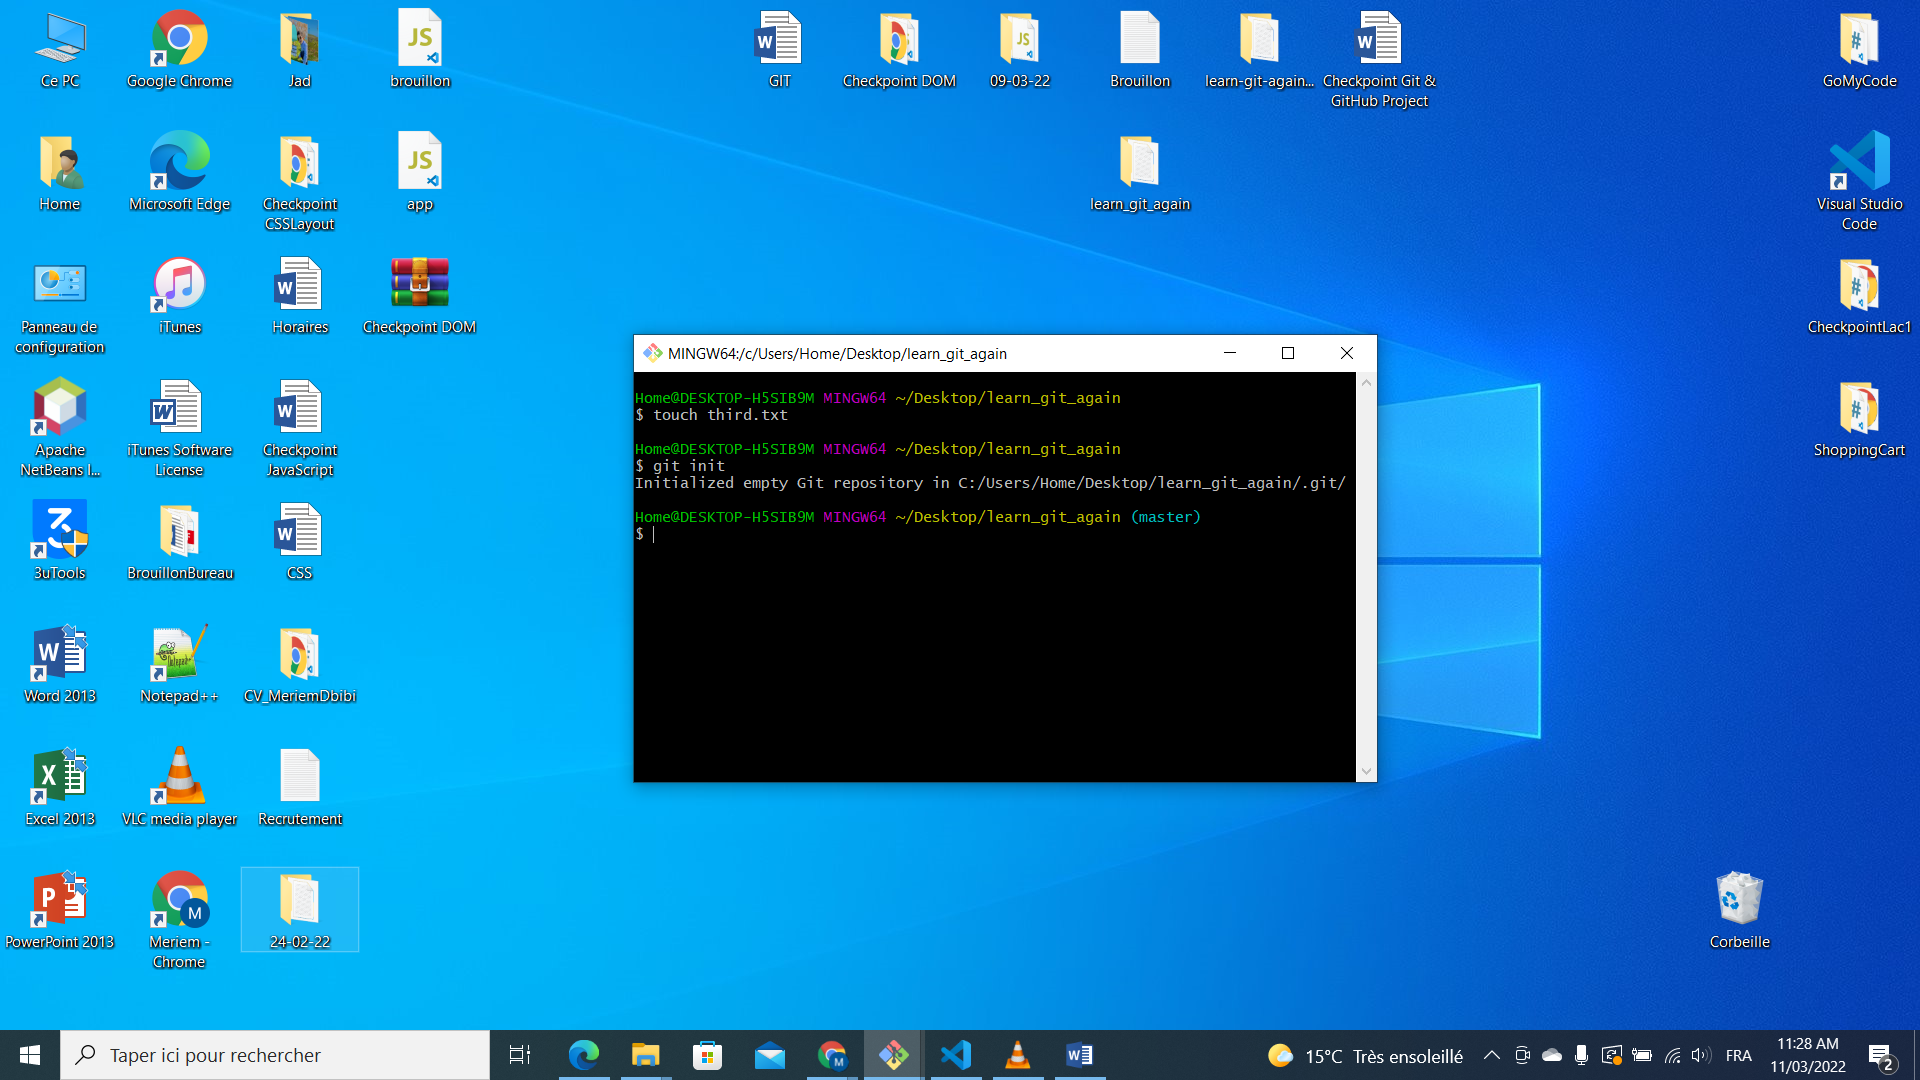 Ce PC
Google Chrome
Jad
JS
brouillon
W
GIT
Checkpoint DOM
JS
09-03-22
Brouillon
learn-git-again...
W
Checkpoint Git &
GitHub Project
#
GoMyCode
Home
Microsoft Edge
Checkpoint
CSSLayout
JS
app
learn_git_again
Visual Studio
Code
Panneau de
configuration
iTunes
W
Horaires
Checkpoint DOM
#
CheckpointLac1
Apache
NetBeans I...
W
iTunes Software
License
W
Checkpoint
JavaScript
#
ShoppingCart
3uTools
BrouillonBureau
W
CSS
W
Word 2013
Notepad++
CV_MeriemDbibi
X
Excel 2013
VLC media player
Recrutement
P
PowerPoint 2013
M
Meriem -
Chrome
24-02-22
Corbeille
MINGW64:/c/Users/Home/Desktop/learn_git_again
Home@DESKTOP-H5SIB9M MINGW64 ~/Desktop/learn_git_again
$ touch third.txt
Home@DESKTOP-H5SIB9M MINGW64 ~/Desktop/learn_git_again
$ git init
Initialized empty Git repository in C:/Users/Home/Desktop/learn_git_again/.git/
Home@DESKTOP-H5SIB9M MINGW64 ~/Desktop/learn_git_again (master)
$
Taper ici pour rechercher
M
W
15°C Très ensoleillé
FRA
11:28 AM
11/03/2022
2